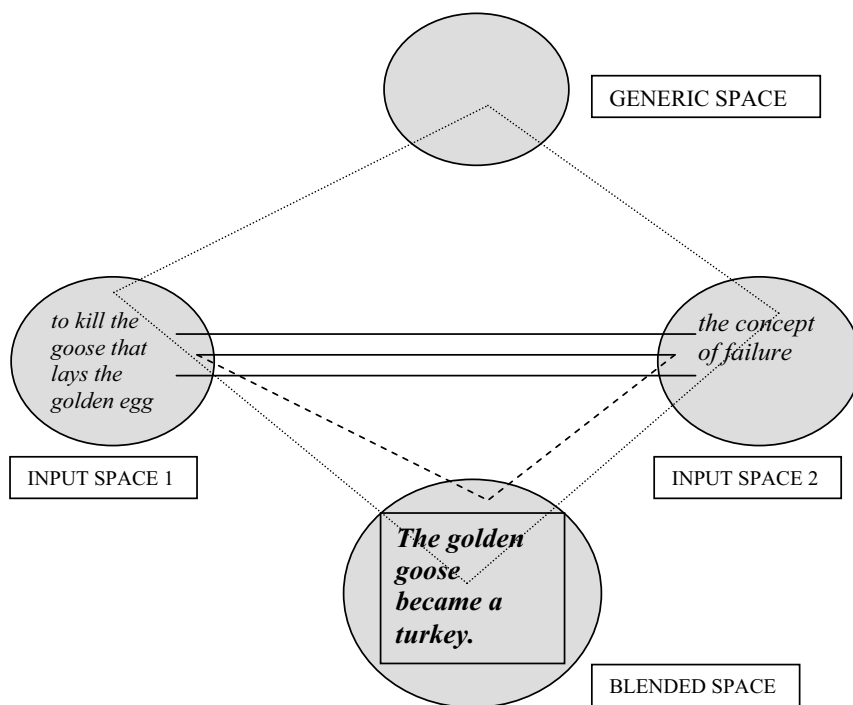 GENERIC SPACE
to kill the
goose that
lays the
golden egg
the concept
of failure
INPUT SPACE 1
INPUT SPACE 2
The golden
goose
became a
turkey.
BLENDED SPACE